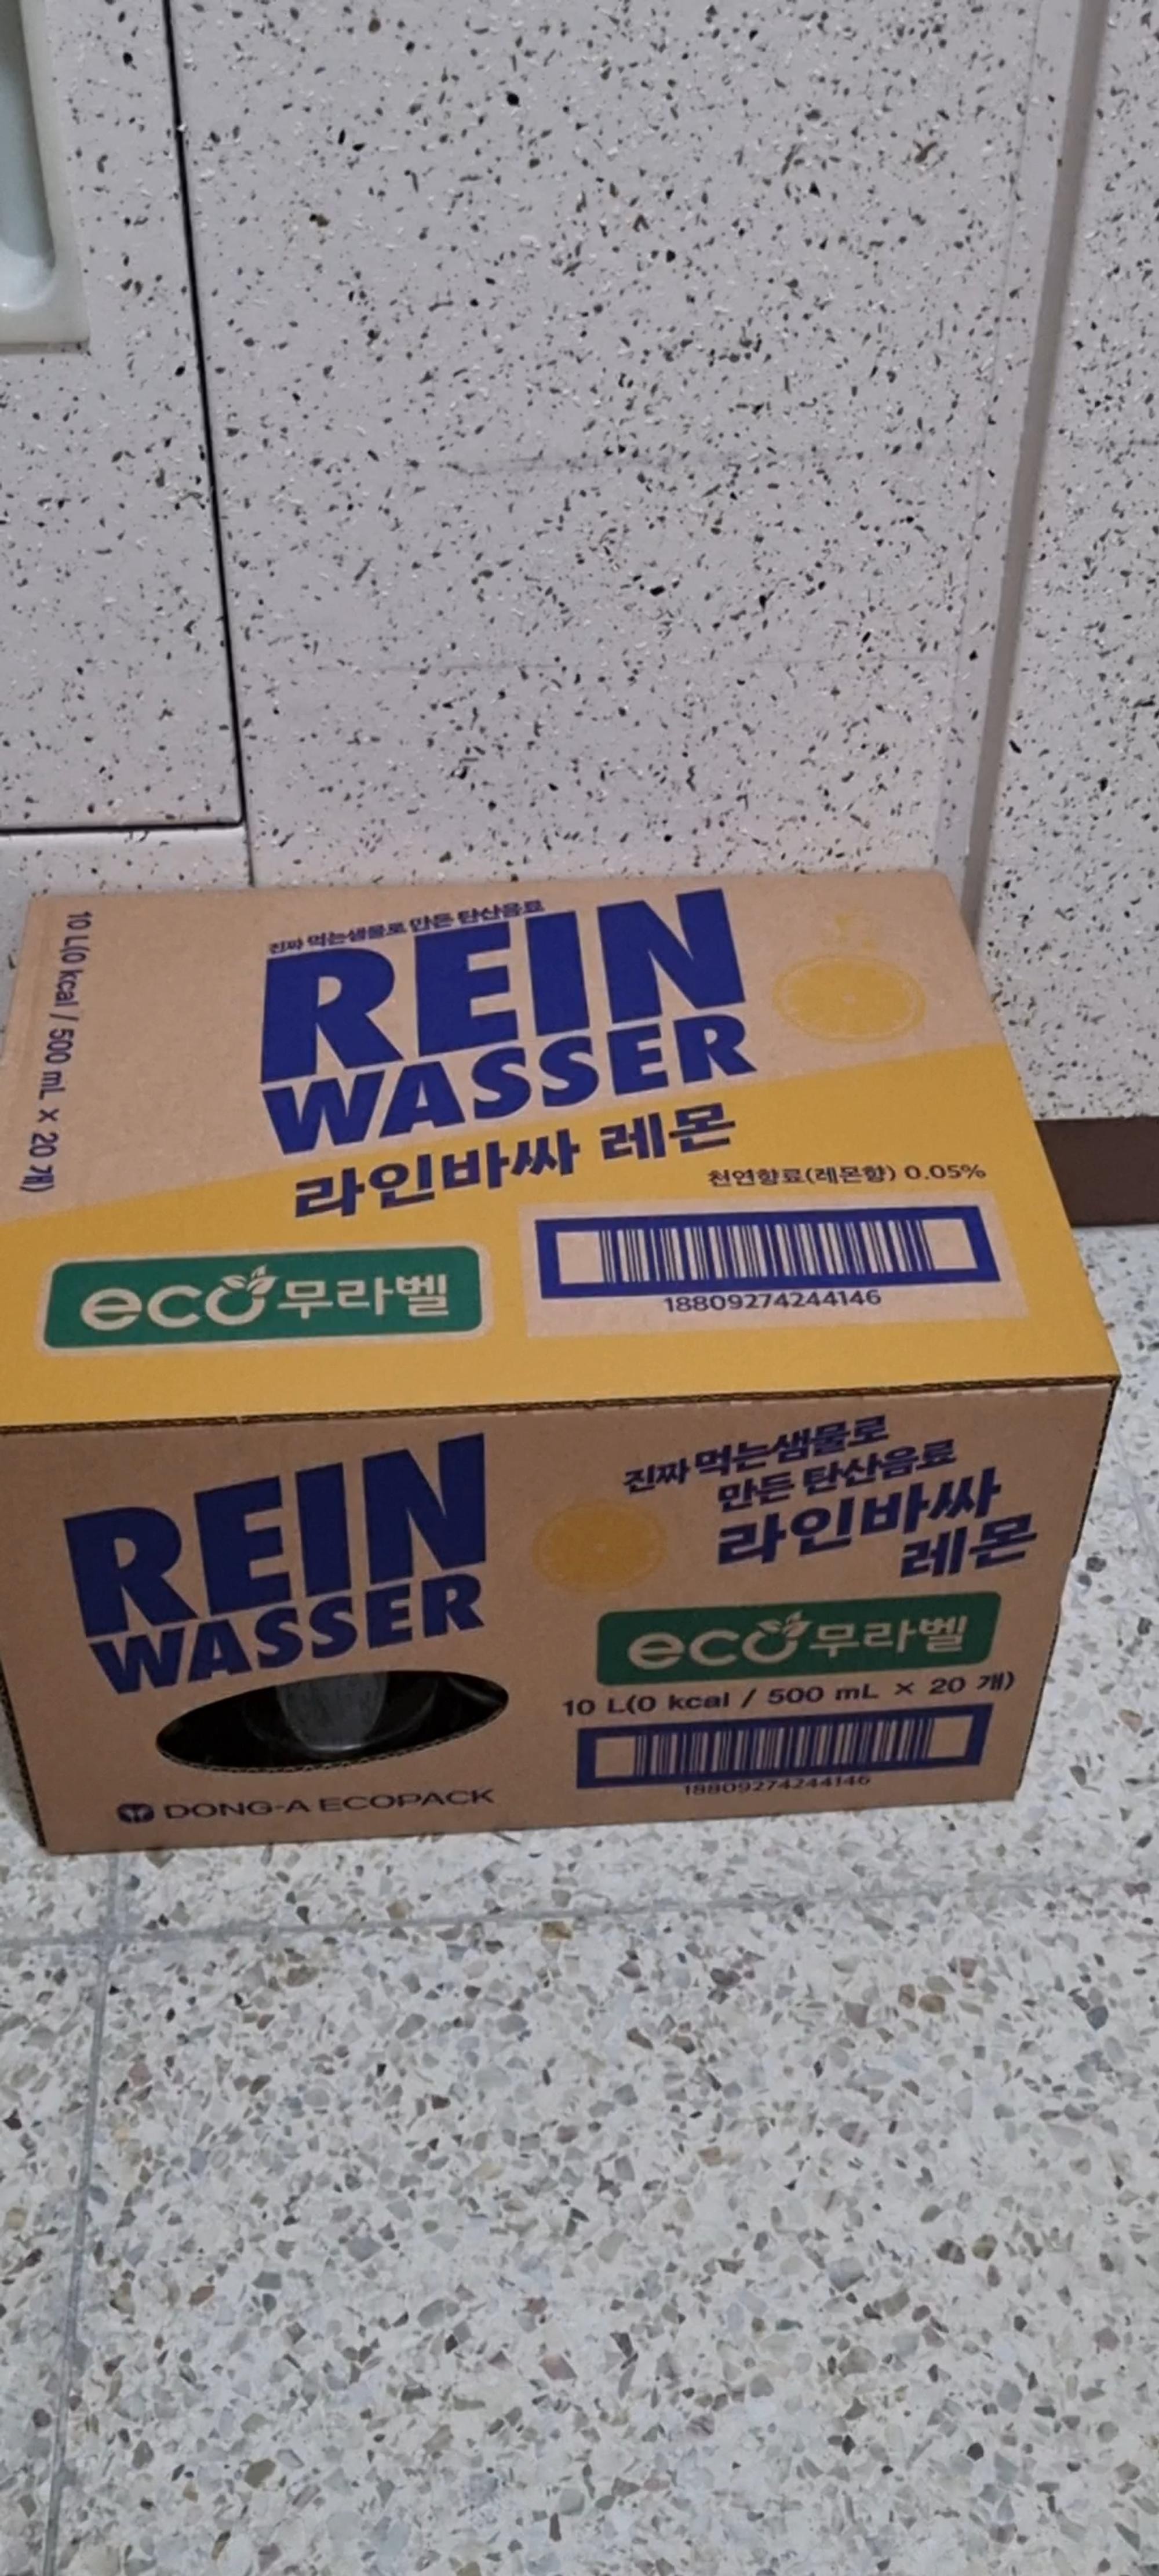 10 L(0 kcal / 500 mL X 20 개)
진짜 먹는샘물로 만든 탄산음료
REIN
WASSER
라인바싸 레몬
천연향료(레몬향) 0.05%
eco무라벨
18809274244146
REIN
WASSER
진짜 먹는샘물로
만든 탄산음료
라인바싸
레몬
eco무라벨
10 L(0 kcal / 500 mL × 20 개)
18809274244146
DONG-A ECOPACK